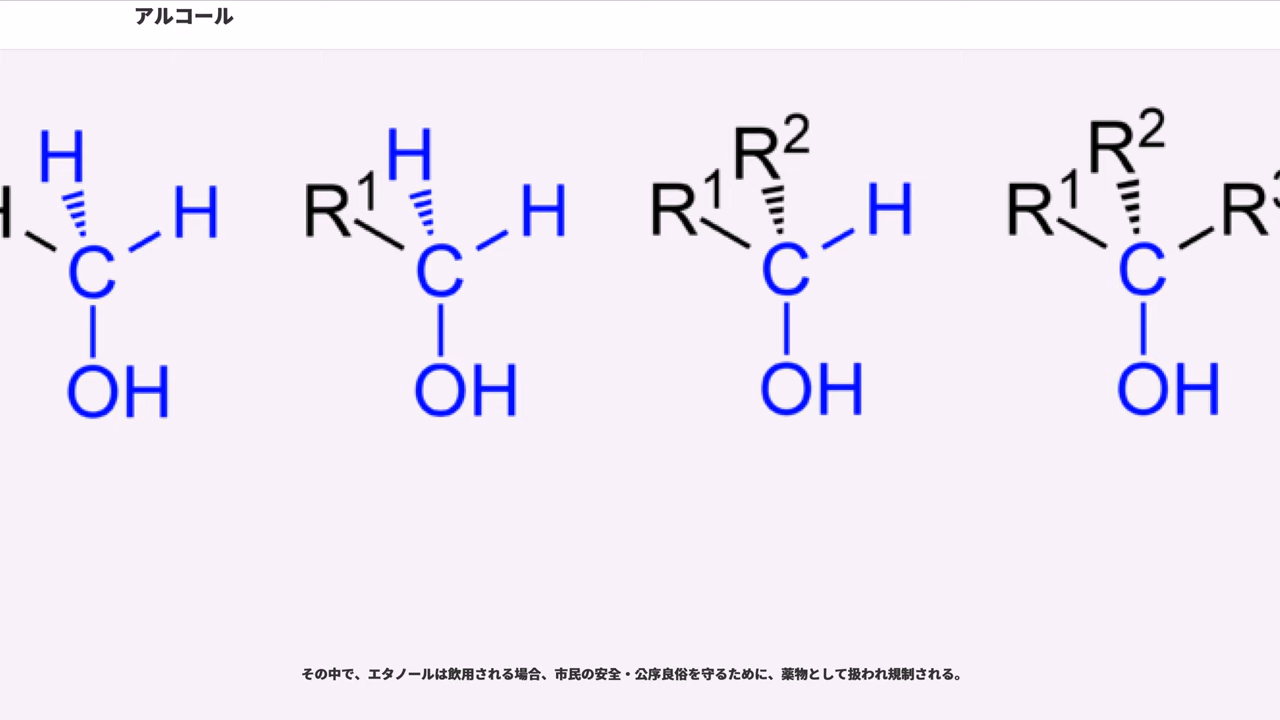 アルコール
H H H C OH
R1 H H C OH
R1 R2 H C OH
R1 R2 R3 C OH
その中で、エタノールは飲用される場合、市民の安全・公序良俗を守るために、薬物として扱われ規制される。